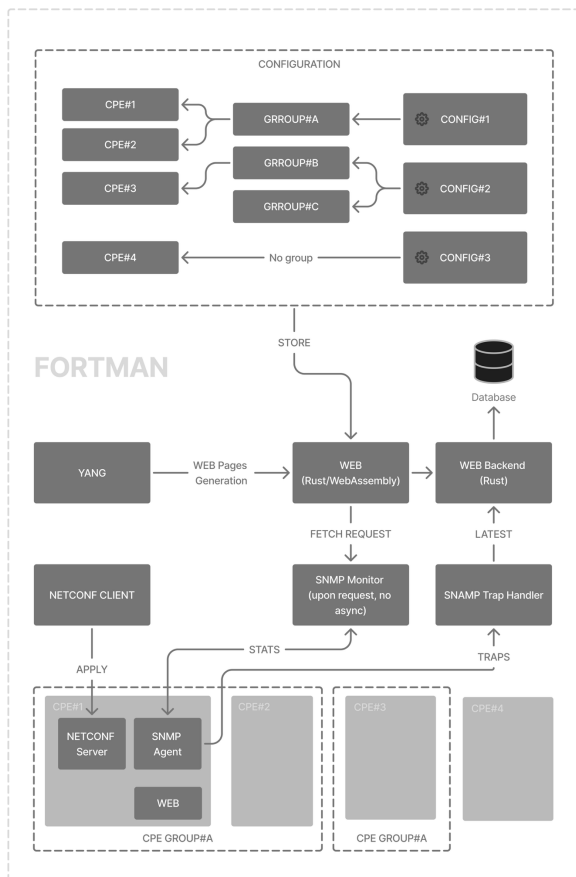 CONFIGURATION
CPE#1
GRROUP#A
CONFIG#1
CPE#2
GRROUP#B
CPE#3
CONFIG#2
GRROUP#C
CPE#4
No group
CONFIG#3
STORE
FORTMAN
Database
YANG
WEB Pages
Generation
WEB
(Rust/WebAssembly)
WEB Backend
(Rust)
FETCH REQUEST
LATEST
NETCONF CLIENT
SNMP Monitor
(upon request, no
async)
SNAMP Trap Handler
STATS
TRAPS
APPLY
CPE#1
CPE#2
CPE#3
CPE#4
NETCONF
Server
SNMP
Agent
WEB
CPE GROUP#A
CPE GROUP#A